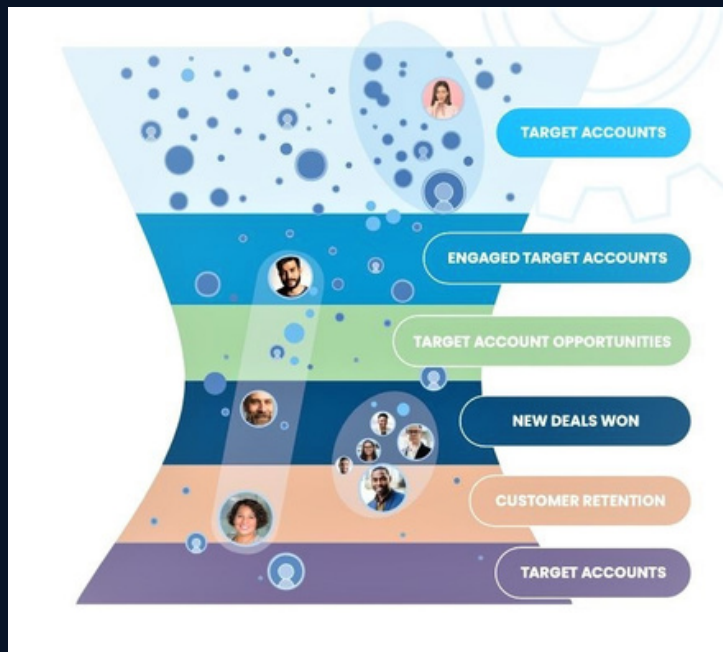 TARGET ACCOUNTS
ENGAGED TARGET ACCOUNTS
TARGET ACCOUNT OPPORTUNITIES
NEW DEALS WON
CUSTOMER RETENTION
TARGET ACCOUNTS